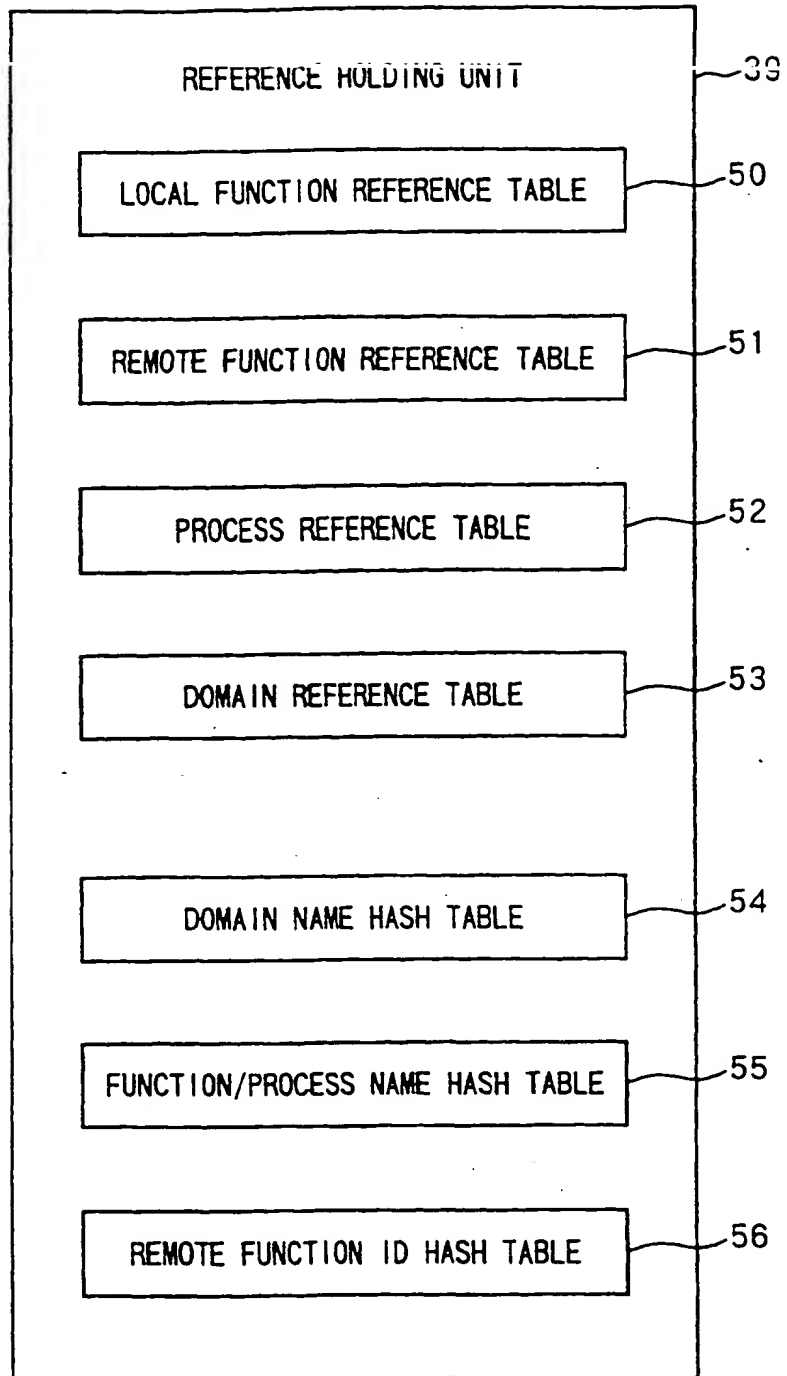 REFERENCE HOLDING UNIT
39
LOCAL FUNCTION REFERENCE TABLE
50
REMOTE FUNCTION REFERENCE TABLE
51
PROCESS REFERENCE TABLE
52
DOMAIN REFERENCE TABLE
53
DOMAIN NAME HASH TABLE
54
FUNCTION/PROCESS NAME HASH TABLE
55
REMOTE FUNCTION ID HASH TABLE
56